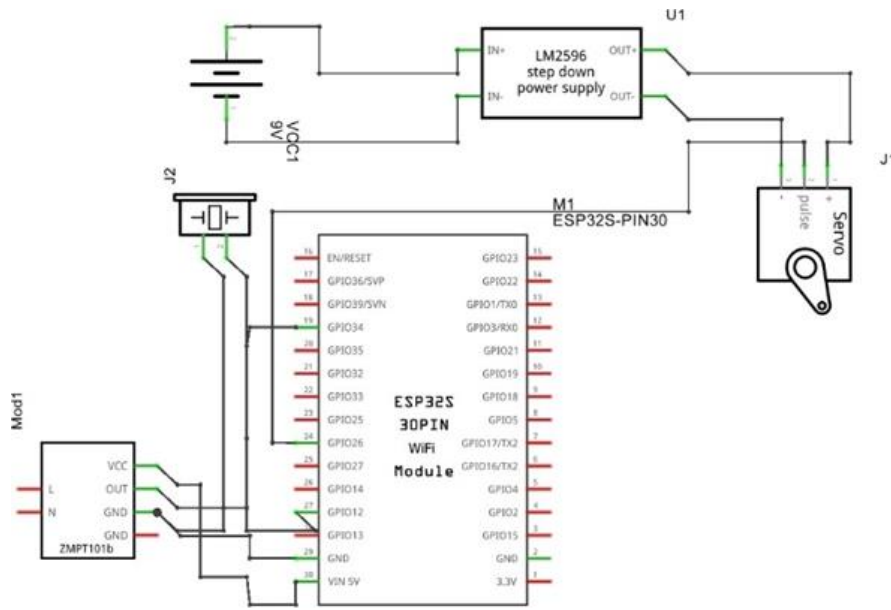 U1
LM2596
step down
power supply
IN+
IN-
OUT+
OUT-
VCC1
9V
J2
1
2
J1
-
pulse
+
Servo
M1
ESP32S-PIN30
ESP32S
30PIN
WiFi
Module
16 EN/RESET
17 GPIO36/SVP
18 GPIO39/SVN
19 GPIO34
20 GPIO35
21 GPIO32
22 GPIO33
23 GPIO25
24 GPIO26
25 GPIO27
26 GPIO14
27 GPIO12
GPIO13
29 GND
30 VIN 5V
GPIO23 15
GPIO22 14
GPIO1/TX0 13
GPIO3/RX0 12
GPIO21 11
GPIO19 10
GPIO18 9
GPIO5 8
GPIO17/TX2 7
GPIO16/TX2 6
GPIO4 5
GPIO2 4
GPIO15 3
GND 2
3.3V 1
Mod1
L
N
VCC
OUT
GND
GND
ZMPT101b